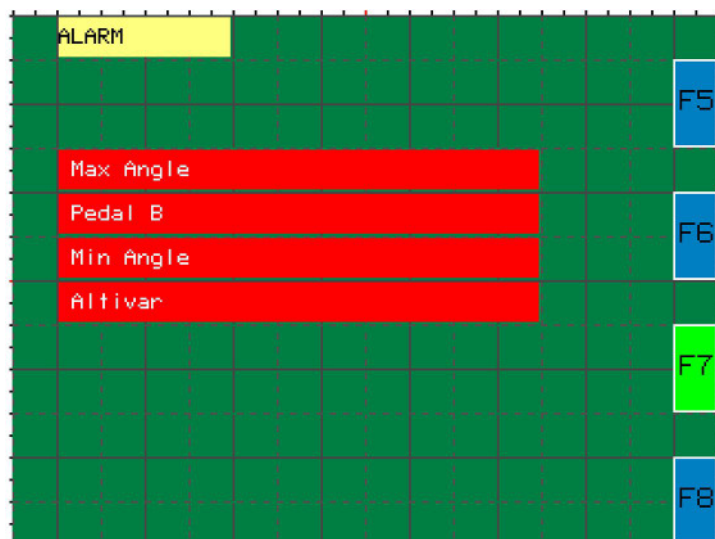 ALARM
F5
Max Angle
Pedal B
F6
Min Angle
Altivar
F7
F8